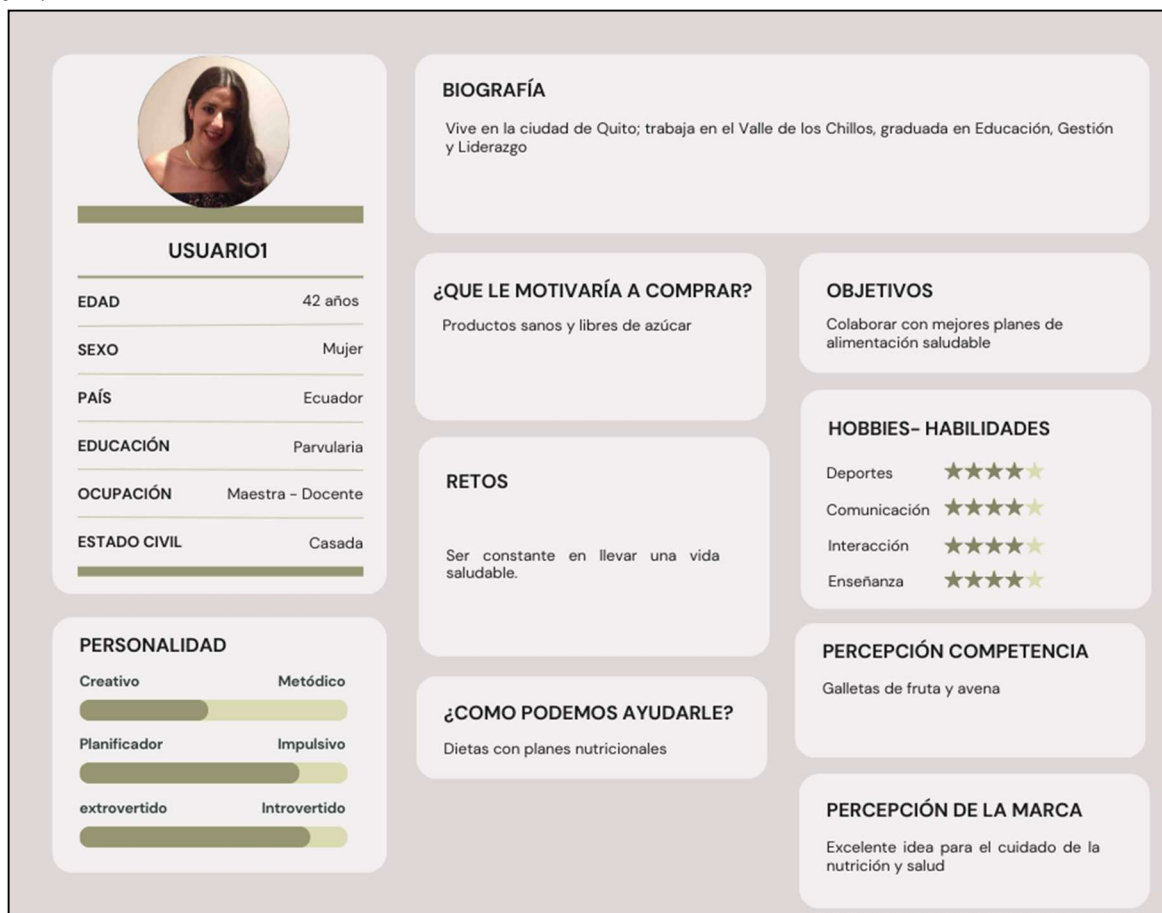 USUARIO1
EDAD 42 años
SEXO Mujer
PAÍS Ecuador
EDUCACIÓN Parvularia
OCUPACIÓN Maestra - Docente
ESTADO CIVIL Casada
PERSONALIDAD
Creativo Metódico
Planificador Impulsivo
extrovertido Introvertido
BIOGRAFÍA
Vive en la ciudad de Quito; trabaja en el Valle de los Chillos, graduada en Educación, Gestión
y Liderazgo
¿QUE LE MOTIVARÍA A COMPRAR?
Productos sanos y libres de azúcar
RETOS
Ser constante en llevar una vida
saludable.
¿COMO PODEMOS AYUDARLE?
Dietas con planes nutricionales
OBJETIVOS
Colaborar con mejores planes de
alimentación saludable
HOBBIES- HABILIDADES
Deportes
Comunicación
Interacción
Enseñanza
PERCEPCIÓN COMPETENCIA
Galletas de fruta y avena
PERCEPCIÓN DE LA MARCA
Excelente idea para el cuidado de la
nutrición y salud